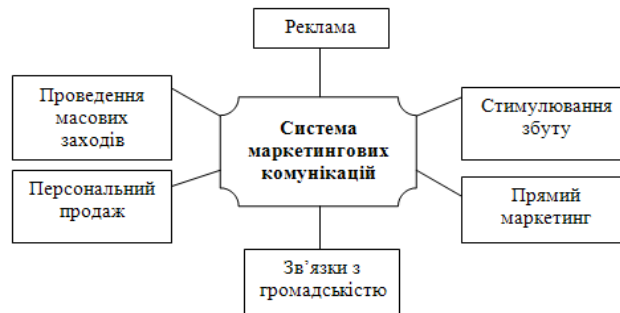 Реклама
Проведення
масових
заходів
Стимулювання
збуту
Система
маркетингових
комунікацій
Персональний
продаж
Прямий
маркетинг
Зв’язки з
громадськістю